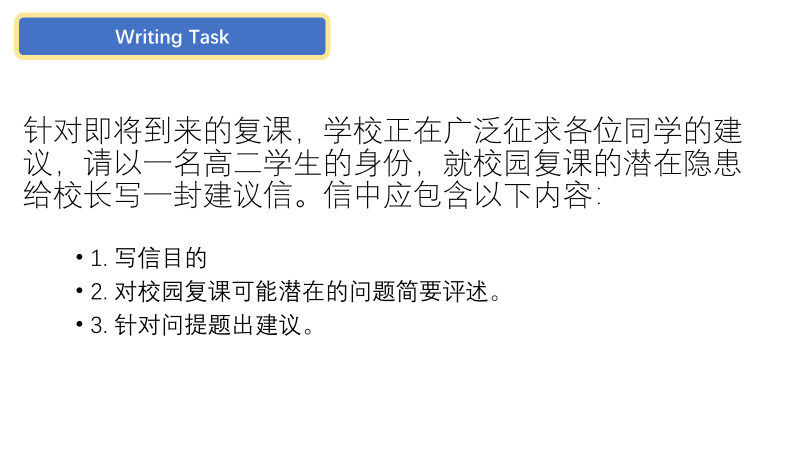 Writing Task
针对即将到来的复课，学校正在广泛征求各位同学的建
议，请以一名高二学生的身份，就校园复课的潜在隐患
给校长写一封建议信。信中应包含以下内容：
• 1. 写信目的
• 2. 对校园复课可能潜在的问题简要评述。
• 3. 针对问提题出建议。